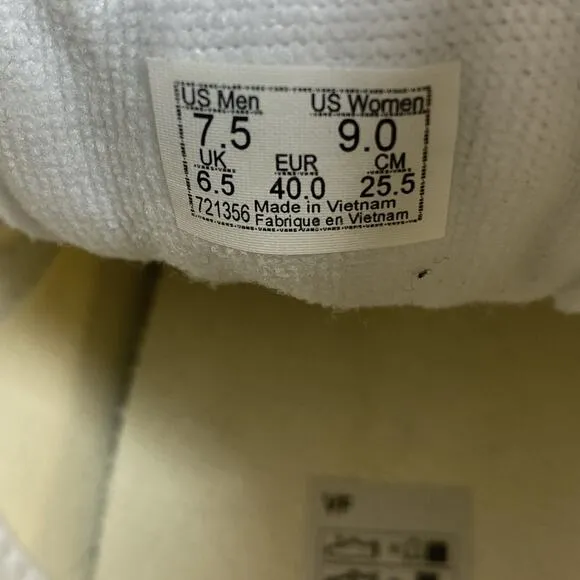 US Men US Women
7.5 9.0
UK EUR CM
6.5 40.0 25.5
721356 Made in Vietnam
Fabrique en Vietnam
VF